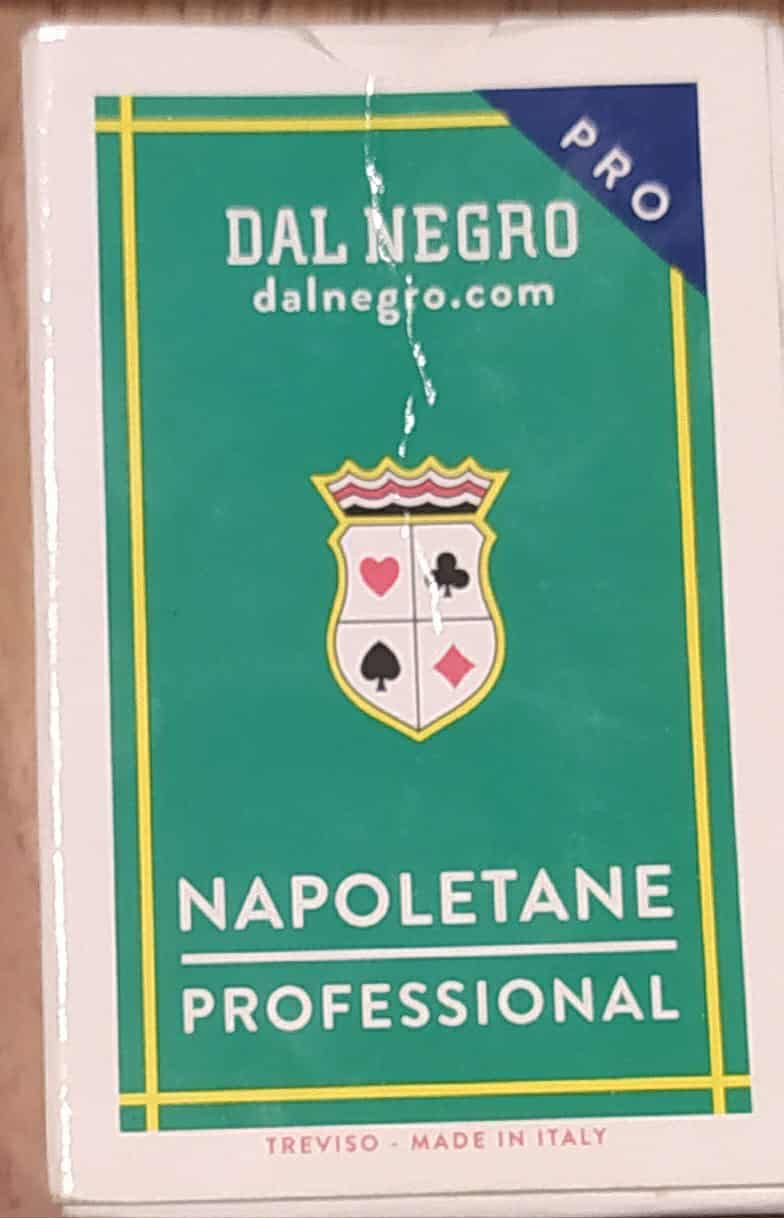 PRO
DAL NEGRO
dalnegro.com
NAPOLETANE
PROFESSIONAL
TREVISO - MADE IN ITALY